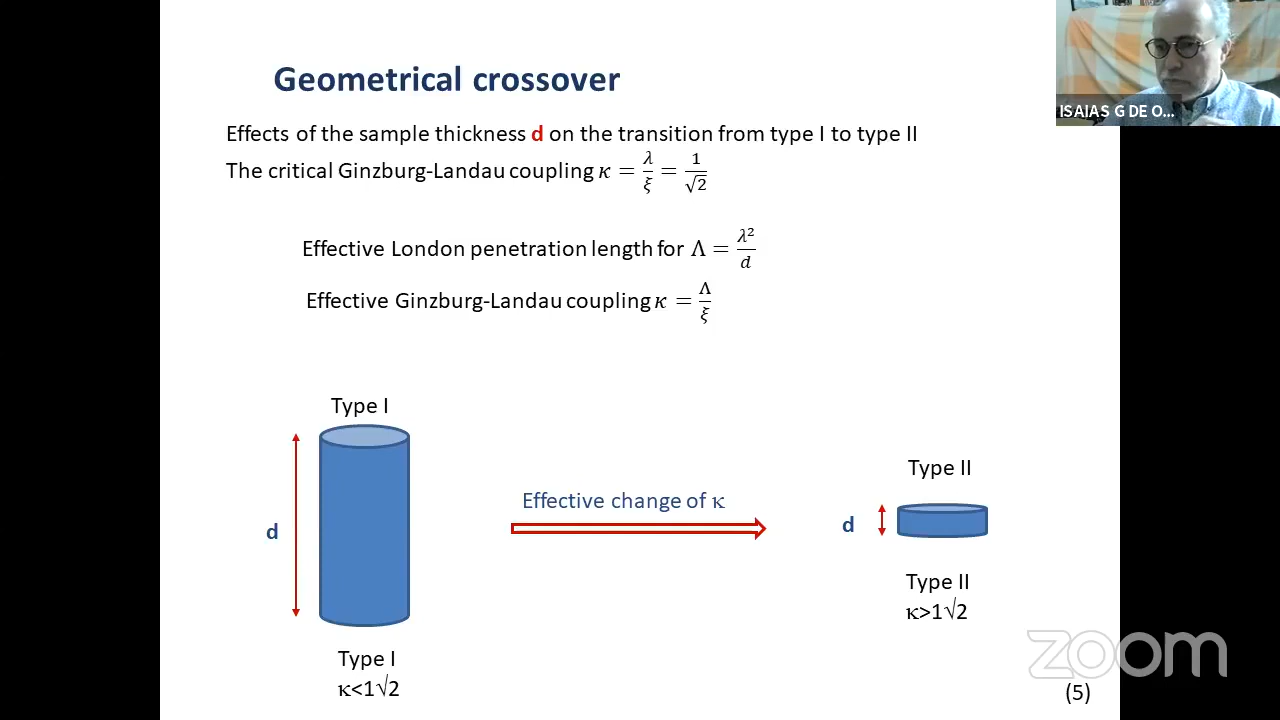 Geometrical crossover
ISAIAS G DE O...
Effects of the sample thickness d on the transition from type I to type II
The critical Ginzburg-Landau coupling κ = λ/ξ = 1/√2
Effective London penetration length for Λ = λ²/d
Effective Ginzburg-Landau coupling κ = Λ/ξ
Type I
d
Type I
κ<1√2
Effective change of κ
Type II
d
Type II
κ>1√2
zoom
(5)